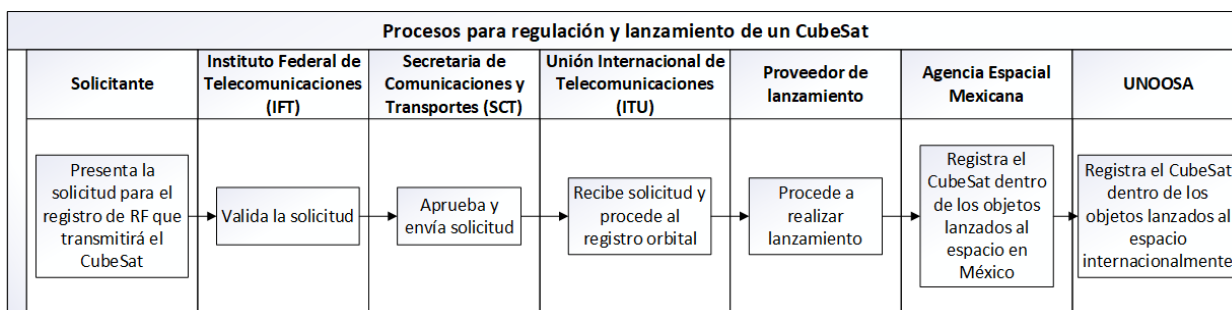 Procesos para regulación y lanzamiento de un CubeSat
Solicitante
Instituto Federal de
Telecomunicaciones
(IFT)
Secretaria de
Comunicaciones y
Transportes (SCT)
Unión Internacional de
Telecomunicaciones
(ITU)
Proveedor de
lanzamiento
Agencia Espacial
Mexicana
UNOOSA
Presenta la
solicitud para el
registro de RF que
transmitirá el
CubeSat
Valida la solicitud
Aprueba y
envía solicitud
Recibe solicitud y
procede al
registro orbital
Procede a
realizar
lanzamiento
Registra el
CubeSat dentro
de los objetos
lanzados al
espacio en
México
Registra el CubeSat
dentro de los
objetos lanzados al
espacio
internacionalmente